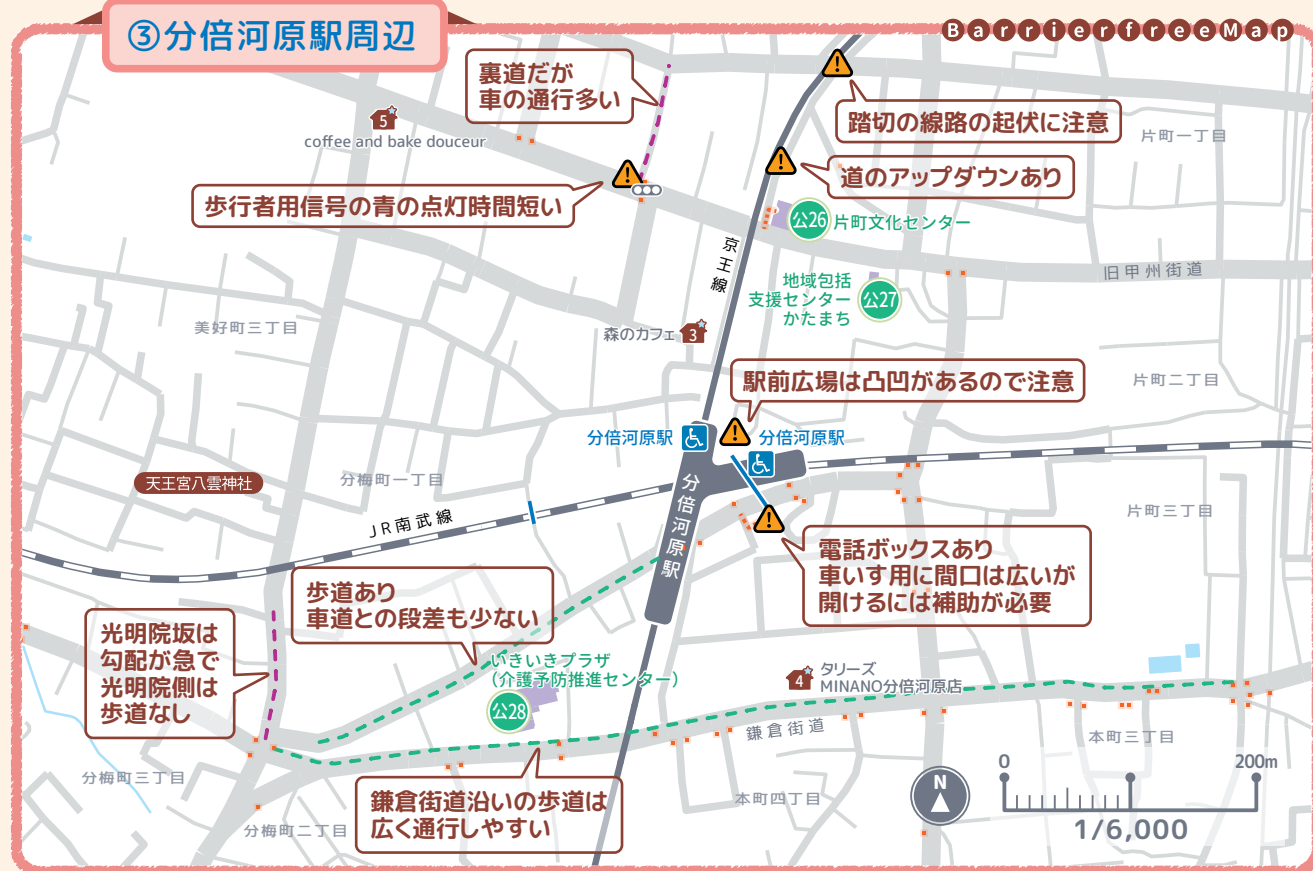 ③分倍河原駅周辺
BarrierfreeMap
裏道だが
車の通行多い
踏切の線路の起伏に注意
5
coffee and bake douceur
片町一丁目
道のアップダウンあり
歩行者用信号の青の点灯時間短い
公26
片町文化センター
京王線
旧甲州街道
地域包括
支援センター
かたまち
公27
美好町三丁目
森のカフェ
3
駅前広場は凸凹があるので注意
片町二丁目
分倍河原駅
分倍河原駅
天王宮八雲神社
分梅町一丁目
分倍河原駅
片町三丁目
JR南武線
電話ボックスあり
車いす用に間口は広いが
開けるには補助が必要
歩道あり
車道との段差も少ない
光明院坂は
勾配が急で
光明院側は
歩道なし
いきいきプラザ
(介護予防推進センター)
公28
4
タリーズ
MINANO分倍河原店
鎌倉街道
本町三丁目
分梅町三丁目
0
200m
N
1/6,000
鎌倉街道沿いの歩道は
広く通行しやすい
本町四丁目
分梅町二丁目